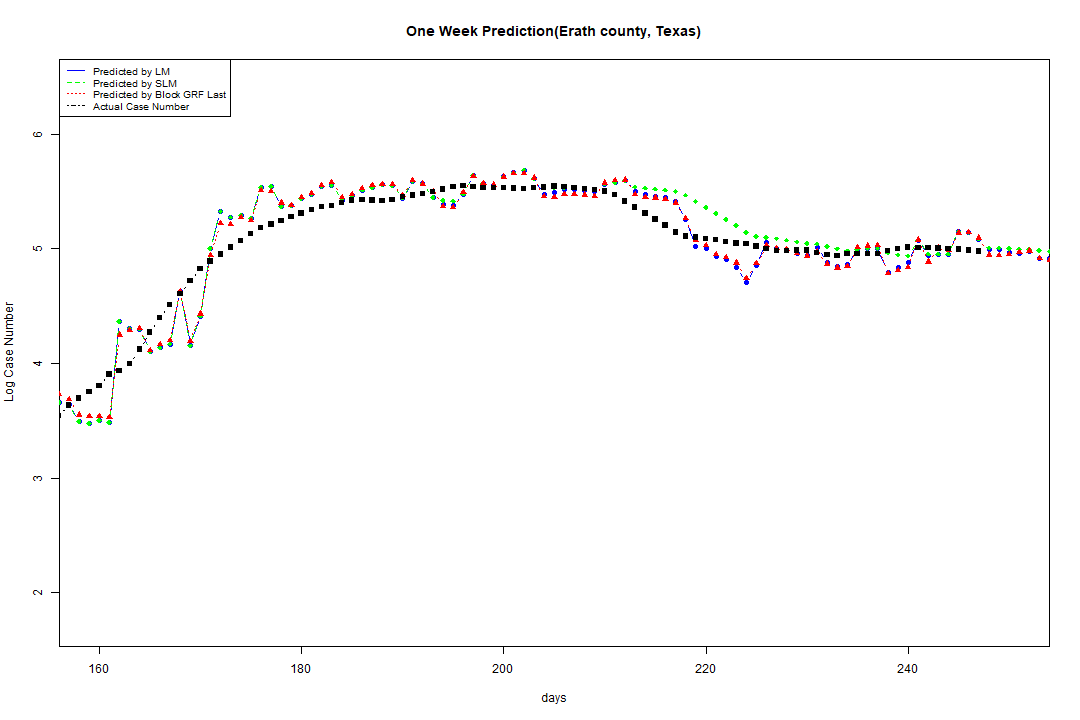 One Week Prediction(Erath county, Texas)
Predicted by LM
Predicted by SLM
Predicted by Block GRF Last
Actual Case Number
6
5
4
3
2
Log Case Number
160
180
200
220
240
days